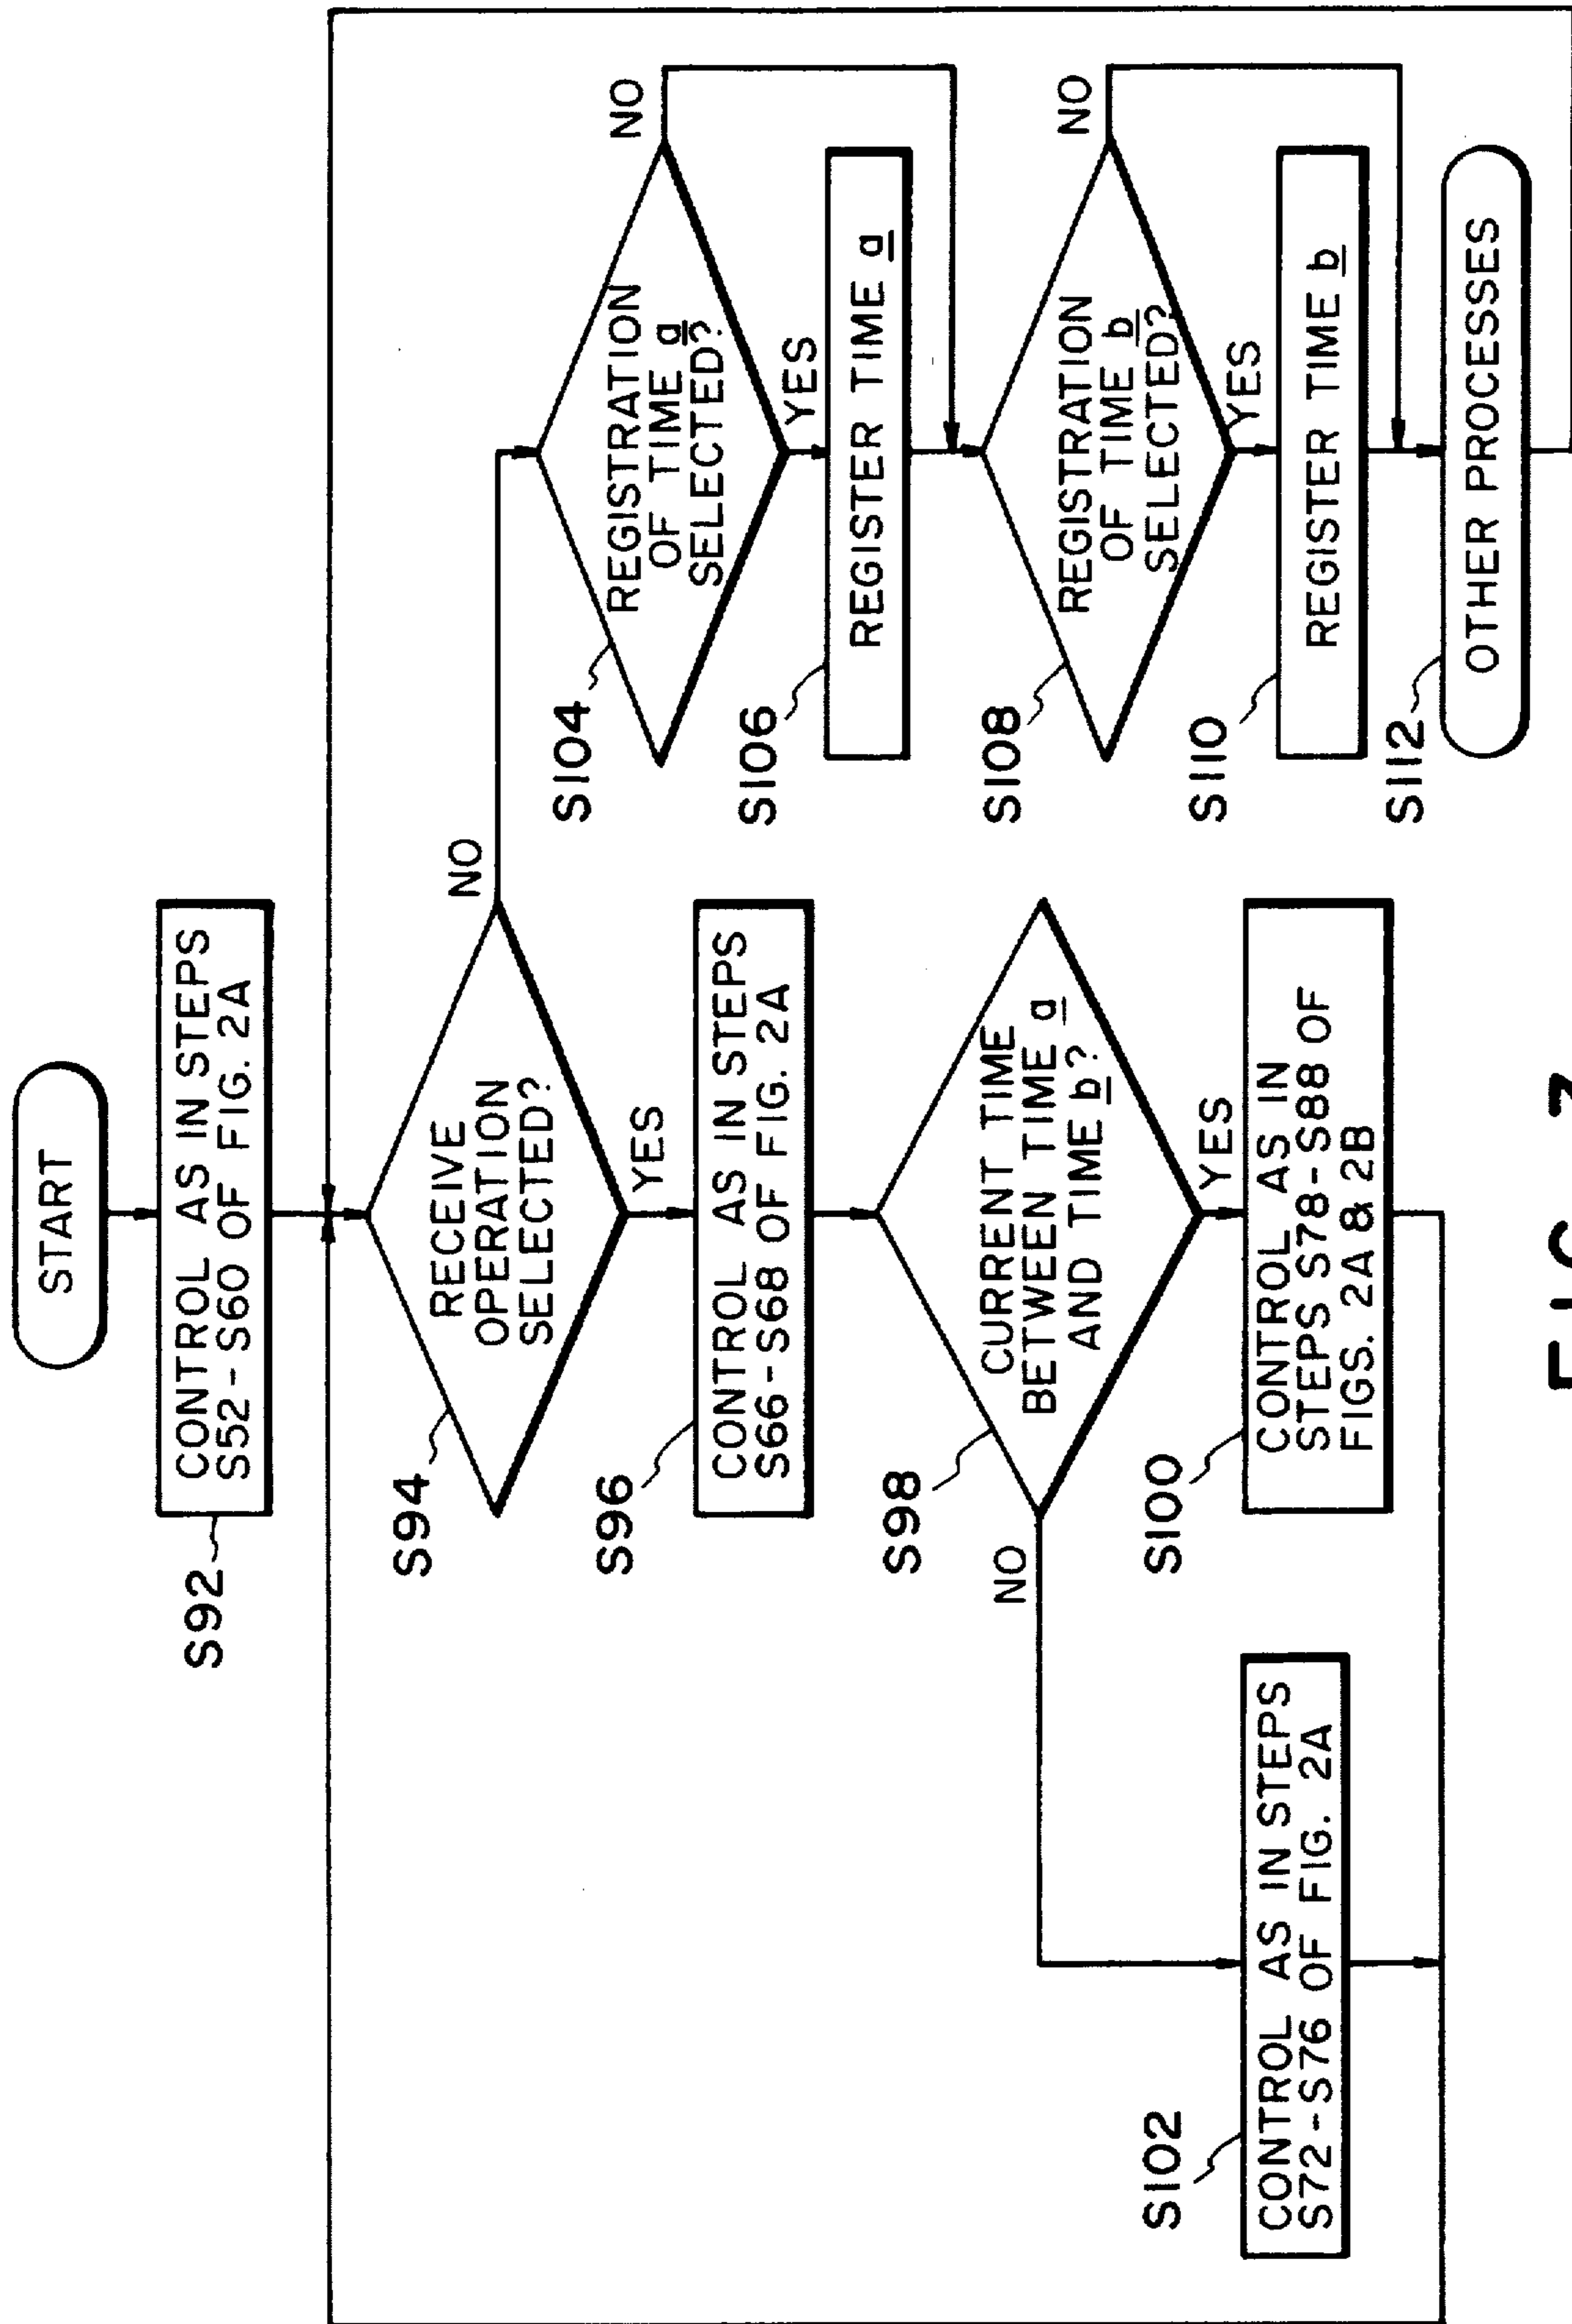 START
S92
CONTROL AS IN STEPS
S52-S60 OF FIG. 2A
S94
RECEIVE
OPERATION
SELECTED?
NO
YES
S96
CONTROL AS IN STEPS
S66-S68 OF FIG. 2A
S98
CURRENT TIME
BETWEEN TIME a
AND TIME b?
NO
YES
S100
CONTROL AS IN
STEPS S78-S88 OF
FIGS. 2A & 2B
S102
CONTROL AS IN STEPS
S72-S76 OF FIG. 2A
S104
REGISTRATION
OF TIME a
SELECTED?
NO
YES
S106
REGISTER TIME a
S108
REGISTRATION
OF TIME b
SELECTED?
NO
YES
S110
REGISTER TIME b
S112
OTHER PROCESSES